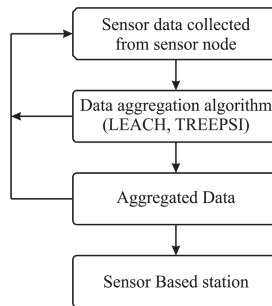 Sensor data collected
from sensor node
Data aggregation algorithm
(LEACH, TREEPSI)
Aggregated Data
Sensor Based station